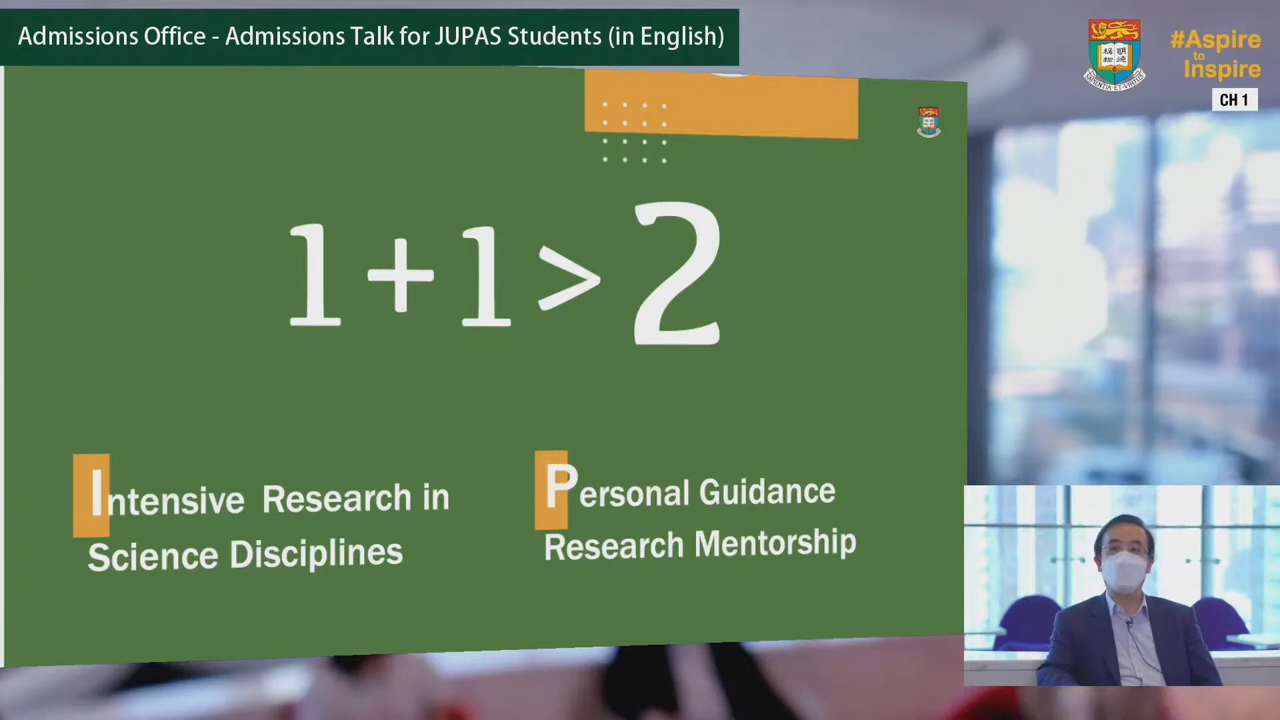 Admissions Office - Admissions Talk for JUPAS Students (in English)
#Aspire
to
Inspire
CH 1
1+1>2
Intensive Research in
Science Disciplines
Personal Guidance
Research Mentorship